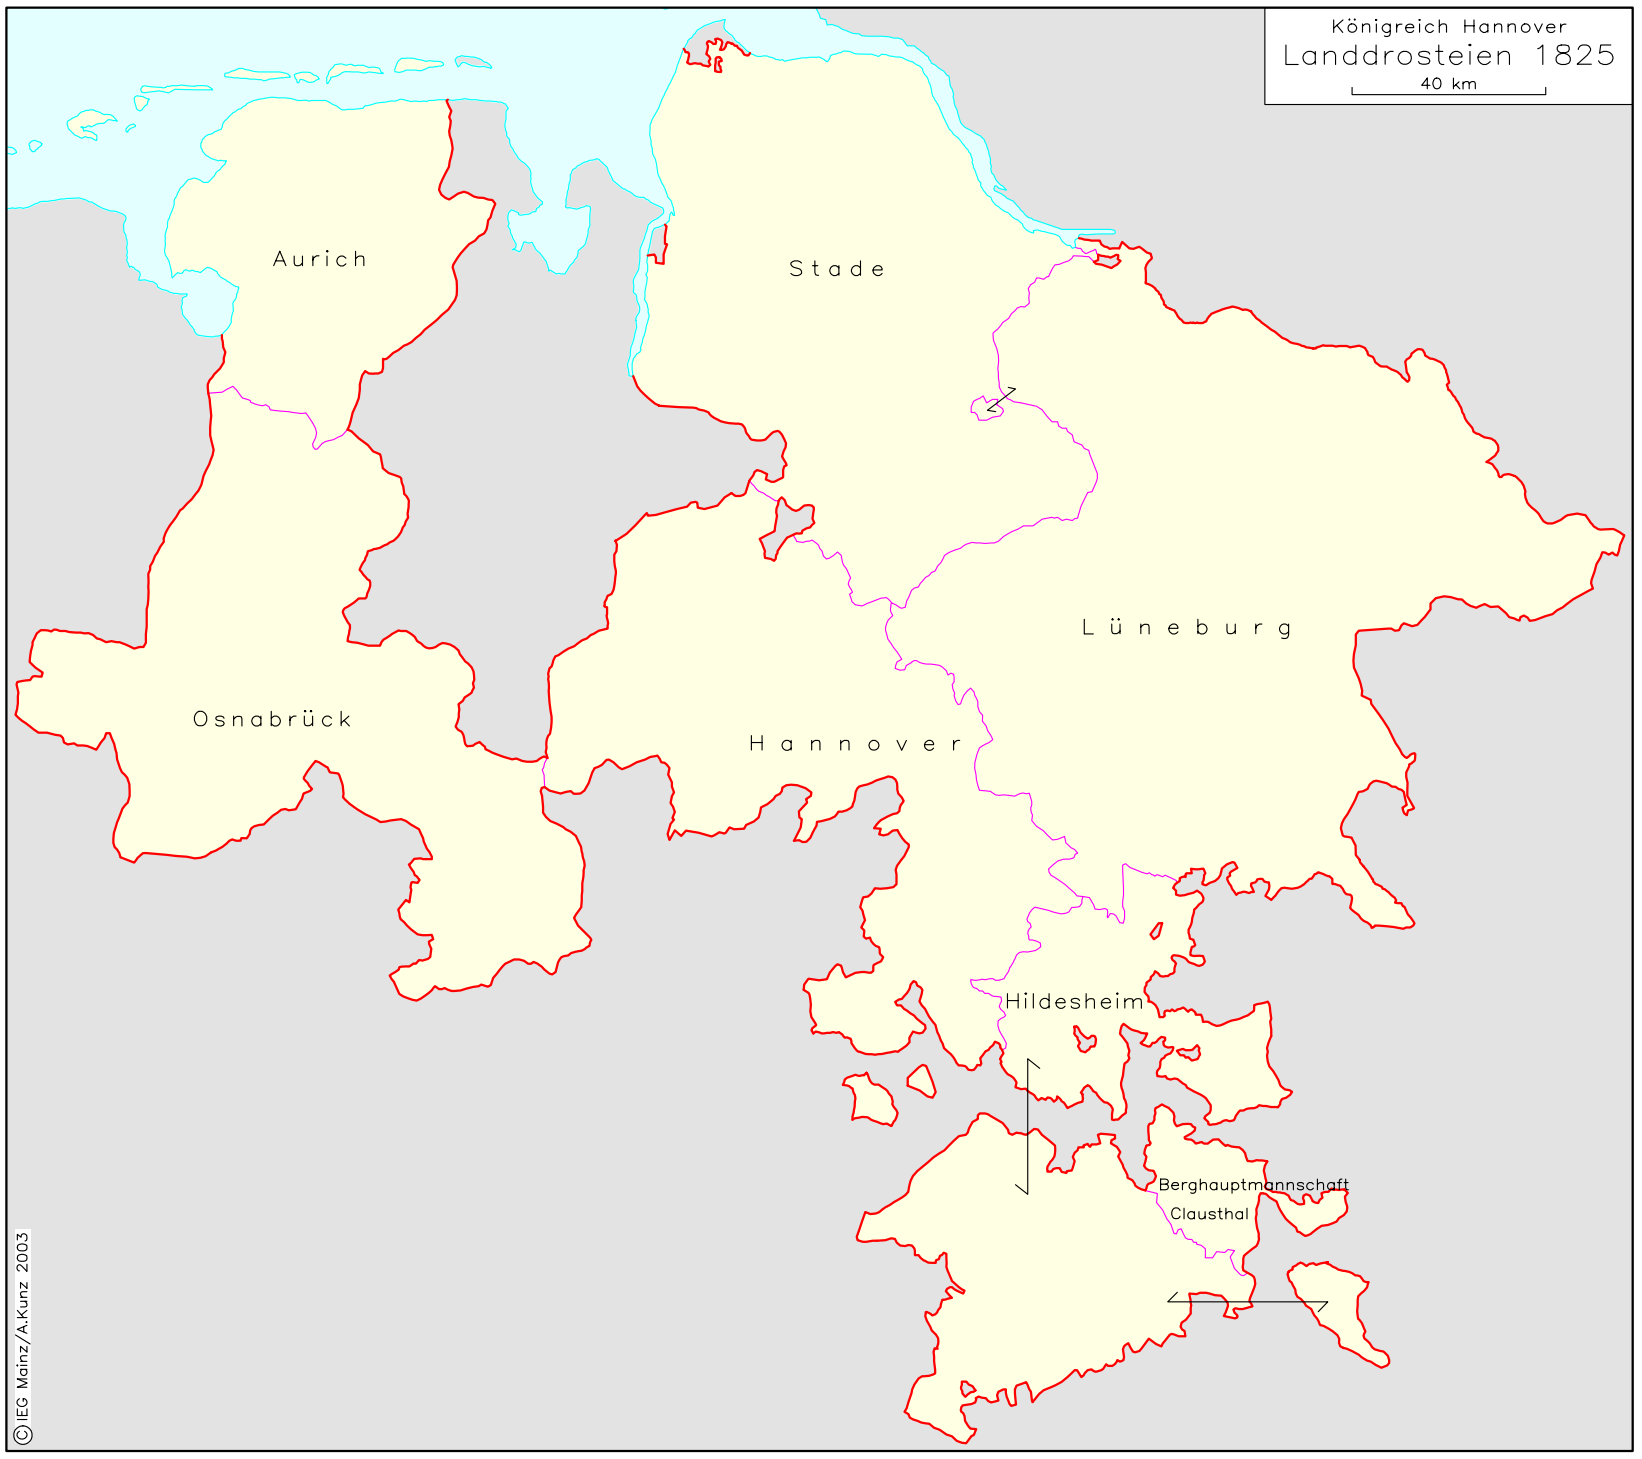 Königreich Hannover
Landdrosteien 1825
40 km
Aurich
Stade
Lüneburg
Osnabrück
Hannover
Hildesheim
Berghauptmannschaft
Clausthal
©IEG Mainz/A.Kunz 2003